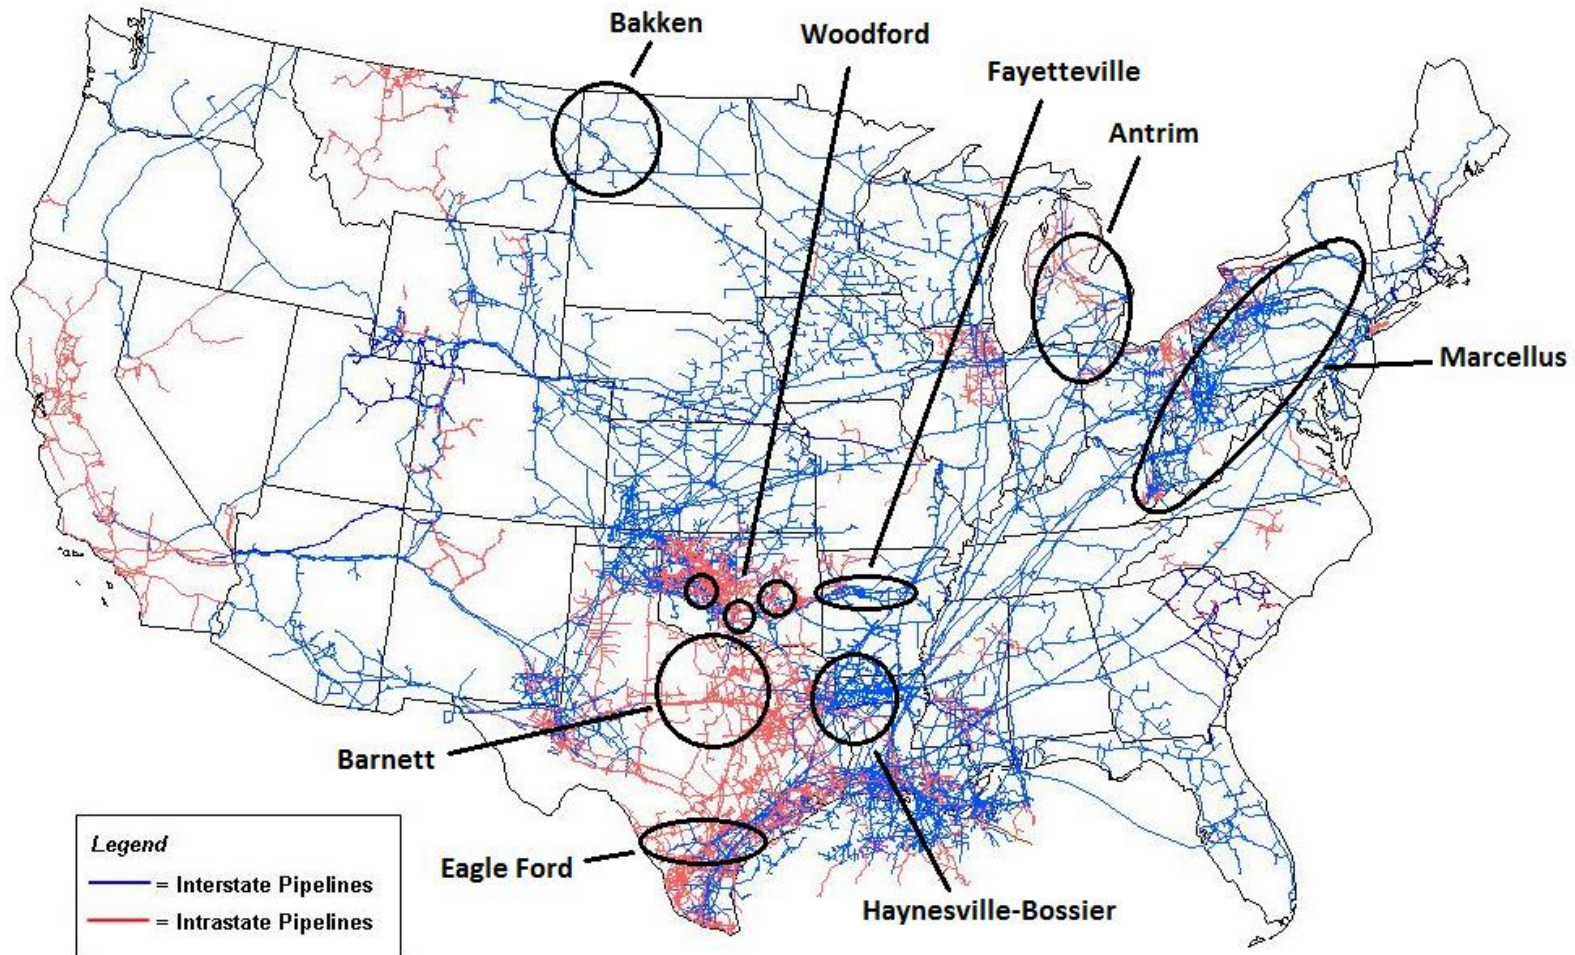 Bakken
Woodford
Fayetteville
Antrim
Marcellus
Barnett
Eagle Ford
Haynesville-Bossier
Legend
= Interstate Pipelines
= Intrastate Pipelines